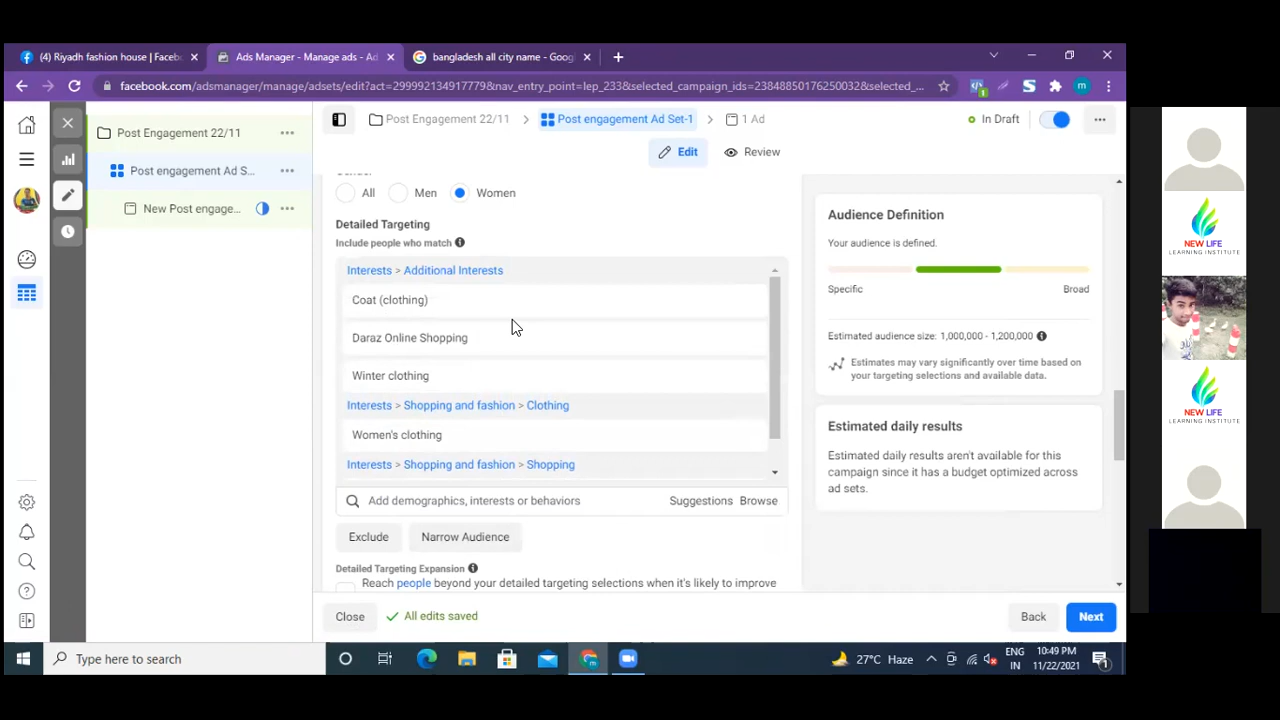 (4) Riyadh fashion house | Faceb
Ads Manager - Manage ads - Ad
bangladesh all city name - Goog
facebook.com/adsmanager/manage/adsets/edit?act=299992134917779&nav_entry_point=lep_233&selected_campaign_ids=23848850176250032&selected_...
m
Post Engagement 22/11
Post engagement Ad S...
New Post engage...
Post Engagement 22/11
Post engagement Ad Set-1
1 Ad
In Draft
Edit
Review
All
Men
Women
Detailed Targeting
Include people who match
Interests > Additional Interests
Coat (clothing)
Daraz Online Shopping
Winter clothing
Interests > Shopping and fashion > Clothing
Women's clothing
Interests > Shopping and fashion > Shopping
Add demographics, interests or behaviors
Suggestions
Browse
Exclude
Narrow Audience
Detailed Targeting Expansion
Reach people beyond your detailed targeting selections when it's likely to improve
Close
All edits saved
Back
Next
Audience Definition
Your audience is defined.
Specific
Broad
Estimated audience size: 1,000,000 - 1,200,000
Estimates may vary significantly over time based on
your targeting selections and available data.
Estimated daily results
Estimated daily results aren't available for this
campaign since it has a budget optimized across
ad sets.
Type here to search
27°C Haze
ENG
IN
10:49 PM
11/22/2021
1
NEW LIFE
LEARNING INSTITUTE
NEW LIFE
LEARNING INSTITUTE